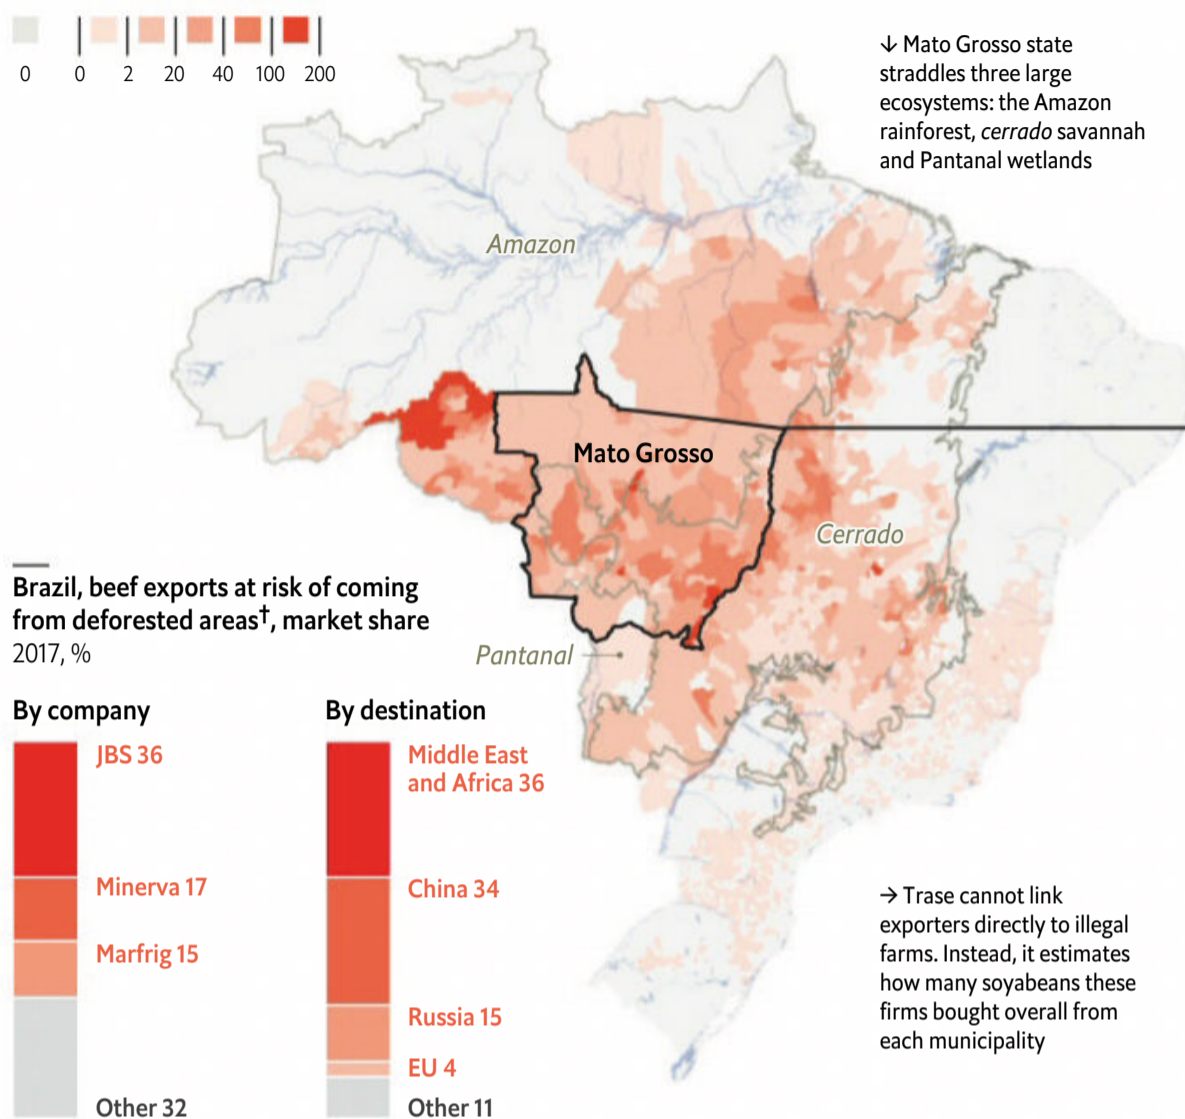 0 0 2 20 40 100 200
↓ Mato Grosso state
straddles three large
ecosystems: the Amazon
rainforest, cerrado savannah
and Pantanal wetlands
Amazon
Mato Grosso
Cerrado
Pantanal
Brazil, beef exports at risk of coming
from deforested areas†, market share
2017, %
By company
JBS 36
Minerva 17
Marfrig 15
Other 32
By destination
Middle East
and Africa 36
China 34
Russia 15
EU 4
Other 11
→ Trase cannot link
exporters directly to illegal
farms. Instead, it estimates
how many soyabeans these
firms bought overall from
each municipality